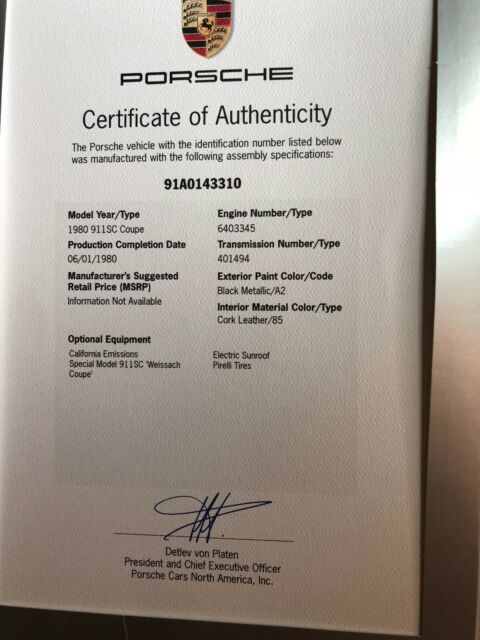 PORSCHE
Certificate of Authenticity
The Porsche vehicle with the identification number listed below
was manufactured with the following assembly specifications:
91A0143310
Model Year/Type
1980 911SC Coupe
Production Completion Date
06/01/1980
Manufacturer's Suggested
Retail Price (MSRP)
Information Not Available
Engine Number/Type
6403345
Transmission Number/Type
401494
Exterior Paint Color/Code
Black Metallic/A2
Interior Material Color/Type
Cork Leather/85
Optional Equipment
California Emissions
Special Model 911SC 'Weissach
Coupe'
Electric Sunroof
Pirelli Tires
Detlev von Platen
President and Chief Executive Officer
Porsche Cars North America, Inc.